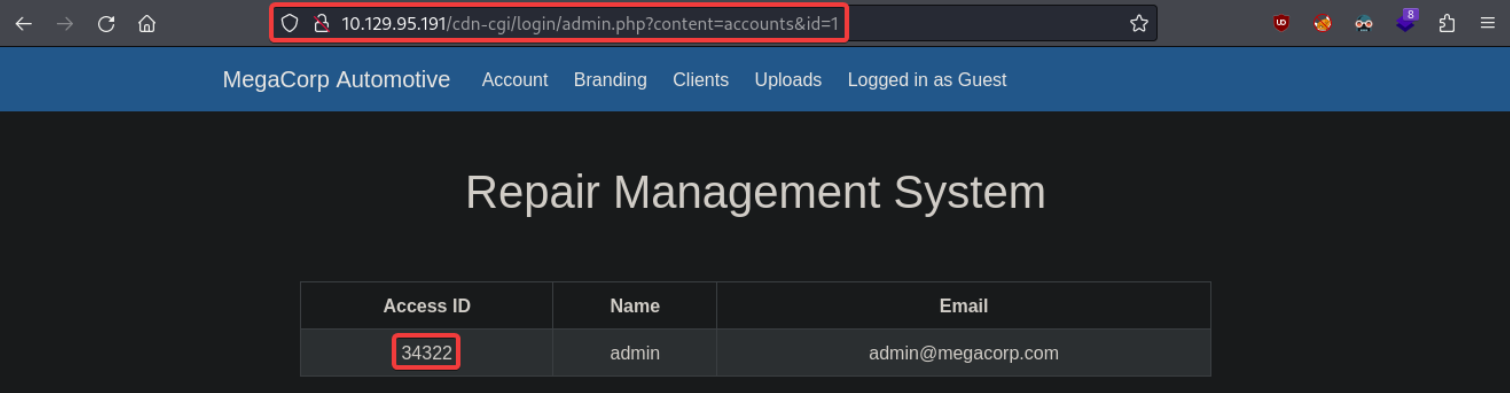 10.129.95.191/cdn-cgi/login/admin.php?content=accounts&id=1
8
MegaCorp Automotive Account Branding Clients Uploads Logged in as Guest
Repair Management System
Access ID Name Email
34322 admin admin@megacorp.com